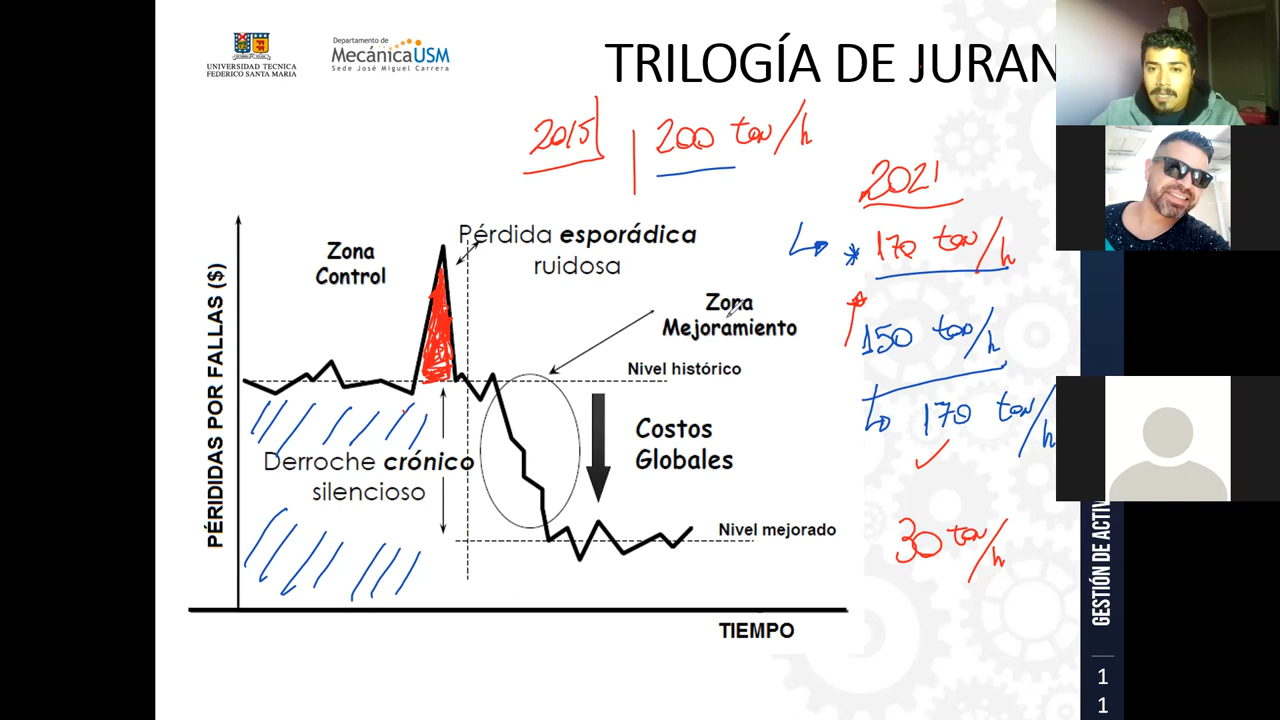 UNIVERSIDAD TECNICA
FEDERICO SANTA MARIA
Departamento de
MecánicaUSM
Sede José Miguel Carrera
TRILOGÍA DE JURAN
2015 | 200 ton/h
2021
* 170 ton/h
150 ton/h
170 ton/h
30 ton/h
Zona
Control
Pérdida esporádica
ruidosa
Zona
Mejoramiento
Nivel histórico
Costos
Globales
Derroche crónico
silencioso
Nivel mejorado
PÉRIDIDAS POR FALLAS ($)
TIEMPO
GESTIÓN DE ACTIV
1
1